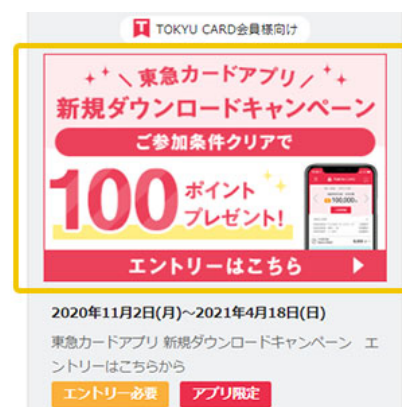 TOKYU CARD会員様向け
東急カードアプリ
新規ダウンロードキャンペーン
ご参加条件クリアで
100ポイント
プレゼント!
エントリーはこちら
2020年11月2日(月)~2021年4月18日(日)
東急カードアプリ 新規ダウンロードキャンペーン エ
ントリーはこちらから
エントリー必要 アプリ限定